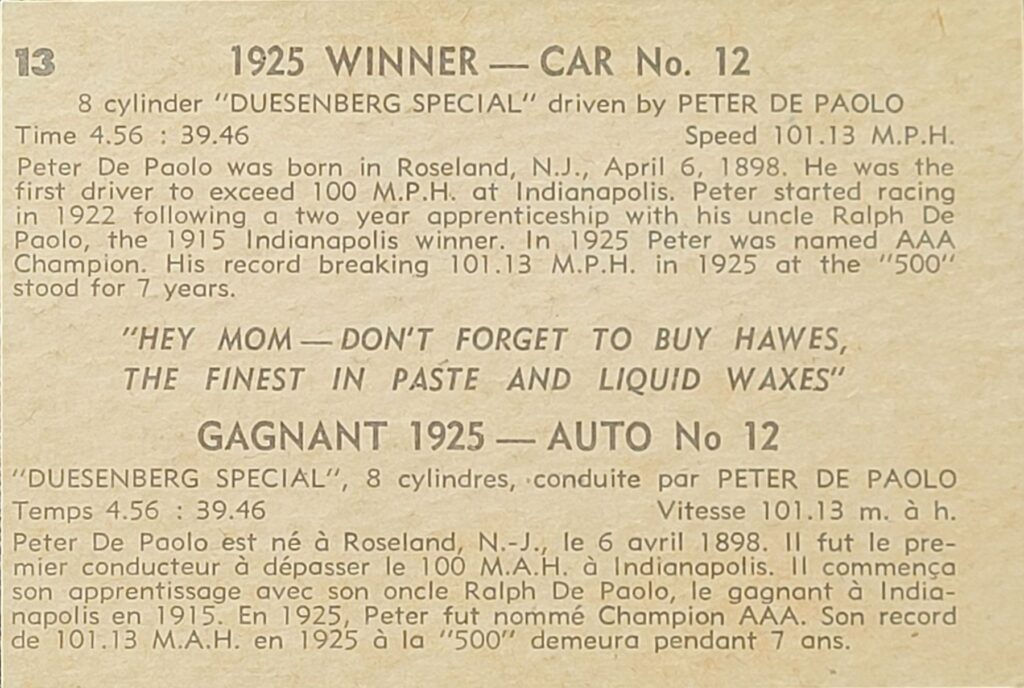 13
1925 WINNER — CAR No. 12
8 cylinder "DUESENBERG SPECIAL" driven by PETER DE PAOLO
Time 4.56 : 39.46 Speed 101.13 M.P.H.
Peter De Paolo was born in Roseland, N.J., April 6, 1898. He was the
first driver to exceed 100 M.P.H. at Indianapolis. Peter started racing
in 1922 following a two year apprenticeship with his uncle Ralph De
Paolo, the 1915 Indianapolis winner. In 1925 Peter was named AAA
Champion. His record breaking 101.13 M.P.H. in 1925 at the "500"
stood for 7 years.
"HEY MOM — DON'T FORGET TO BUY HAWES,
THE FINEST IN PASTE AND LIQUID WAXES"
GAGNANT 1925 — AUTO No 12
"DUESENBERG SPECIAL", 8 cylindres, conduite par PETER DE PAOLO
Temps 4.56 : 39.46 Vitesse 101.13 m. à h.
Peter De Paolo est né à Roseland, N.-J., le 6 avril 1898. Il fut le pre-
mier conducteur à dépasser le 100 M.A.H. à Indianapolis. Il commença
son apprentissage avec son oncle Ralph De Paolo, le gagnant à India-
napolis en 1915. En 1925, Peter fut nommé Champion AAA. Son record
de 101.13 M.A.H. en 1925 à la "500" demeura pendant 7 ans.